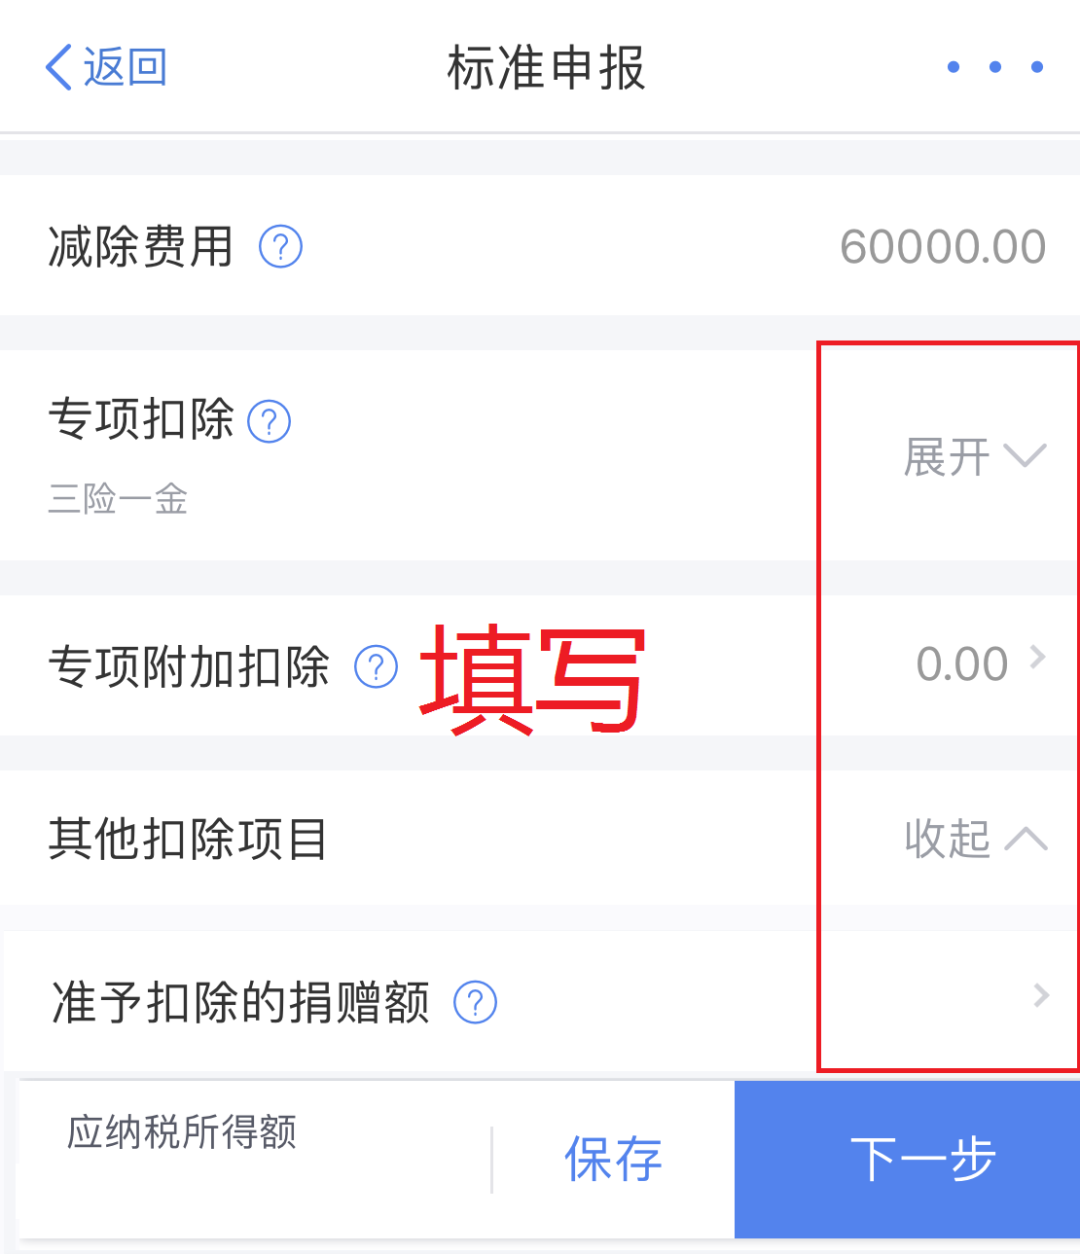 返回
标准申报
减除费用
60000.00
专项扣除
展开
三险一金
专项附加扣除
填写
0.00
其他扣除项目
收起
准予扣除的捐赠额
应纳税所得额
保存
下一步